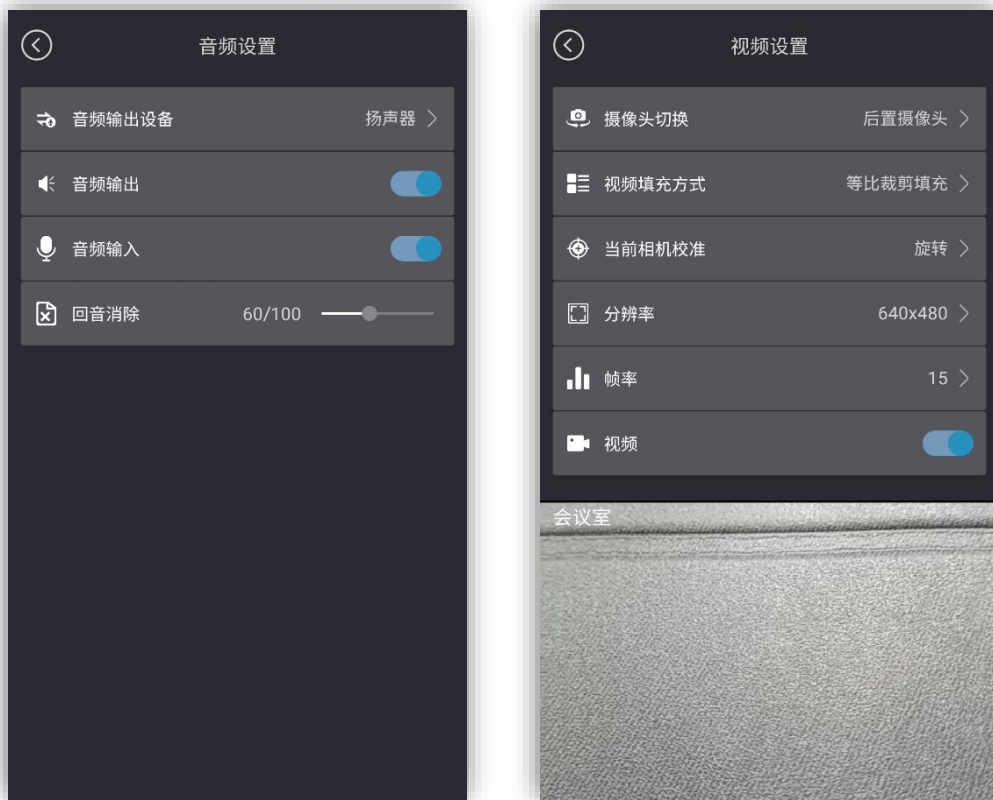 音频设置
音频输出设备 扬声器
音频输出
音频输入
回音消除 60/100
视频设置
摄像头切换 后置摄像头
视频填充方式 等比裁剪填充
当前相机校准 旋转
分辨率 640x480
帧率 15
视频
会议室